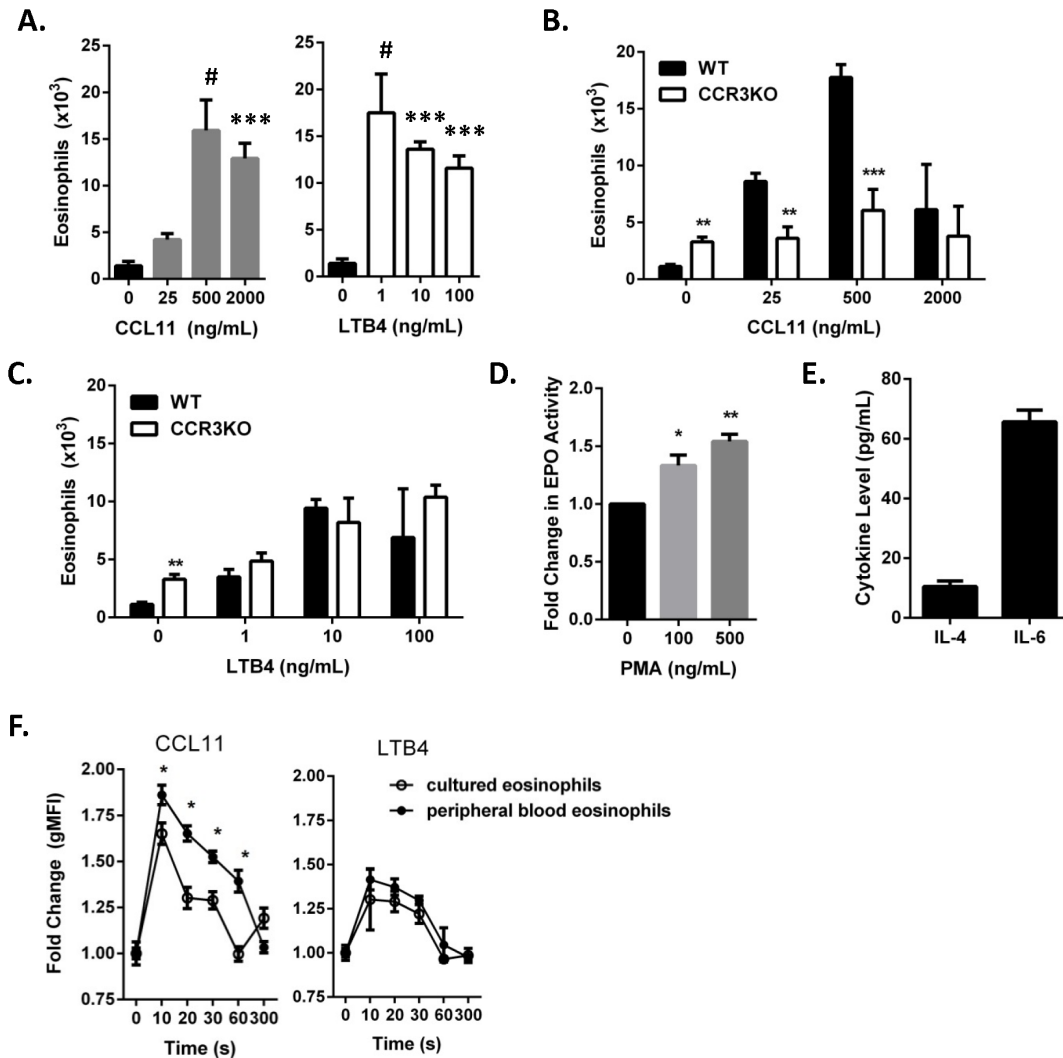 A.
Eosinophils (x10³)
25
20
15
10
5
0
#
***
0 25 500 2000
CCL11 (ng/mL)
25
20
15
10
5
0
#
***
***
0 1 10 100
LTB4 (ng/mL)
B.
Eosinophils (x10³)
20
15
10
5
0
WT
CCR3KO
**
**
***
0 25 500 2000
CCL11 (ng/mL)
C.
Eosinophils (x10³)
20
15
10
5
0
WT
CCR3KO
**
0 1 10 100
LTB4 (ng/mL)
D.
Fold Change in EPO Activity
2.0
1.5
1.0
0.5
0.0
*
**
0 100 500
PMA (ng/mL)
E.
Cytokine Level (pg/mL)
80
60
40
20
0
IL-4 IL-6
F.
CCL11
Fold Change (gMFI)
2.00
1.75
1.50
1.25
1.00
0.75
*
*
*
*
0 10 20 30 60 300
Time (s)
LTB4
2.00
1.75
1.50
1.25
1.00
0.75
cultured eosinophils
peripheral blood eosinophils
0 10 20 30 60 300
Time (s)